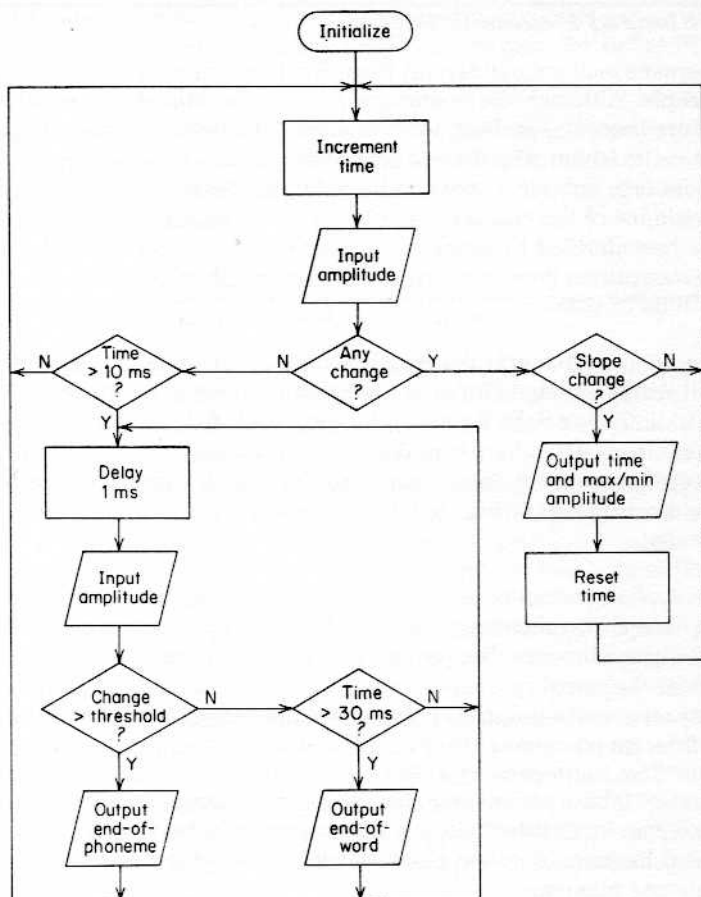 Initialize
Increment
time
Input
amplitude
Time
> 10 ms
?
N
Y
Any
change?
N
Y
Slope
change
?
N
Y
Delay
1 ms
Output time
and max/min
amplitude
Input
amplitude
Reset
time
Change
> threshold
?
N
Y
Time
> 30 ms
?
N
Y
Output
end-of-
phoneme
Output
end-of-
word